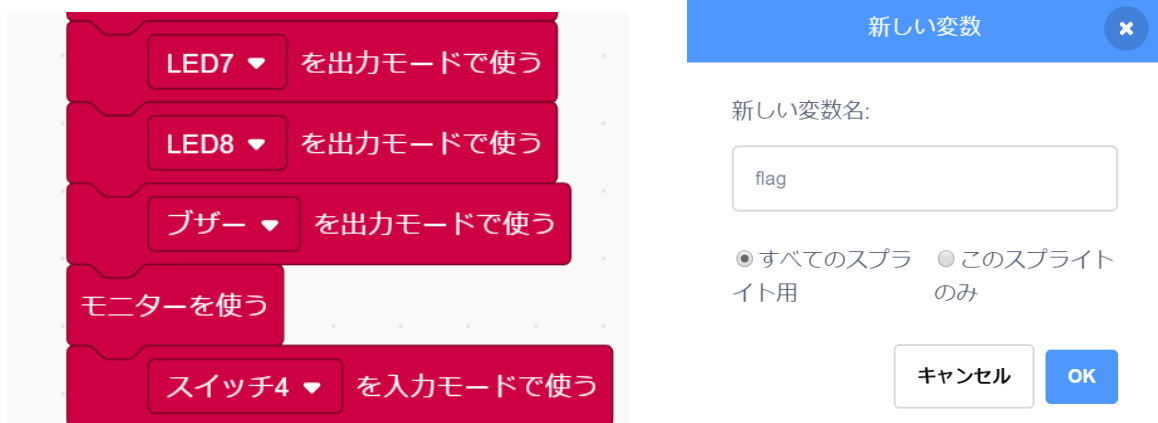 LED7 を出力モードで使う
LED8 を出力モードで使う
ブザー を出力モードで使う
モニターを使う
スイッチ4 を入力モードで使う
新しい変数
新しい変数名:
flag
すべてのスプラ
イト用
このスプライト
のみ
キャンセル
OK